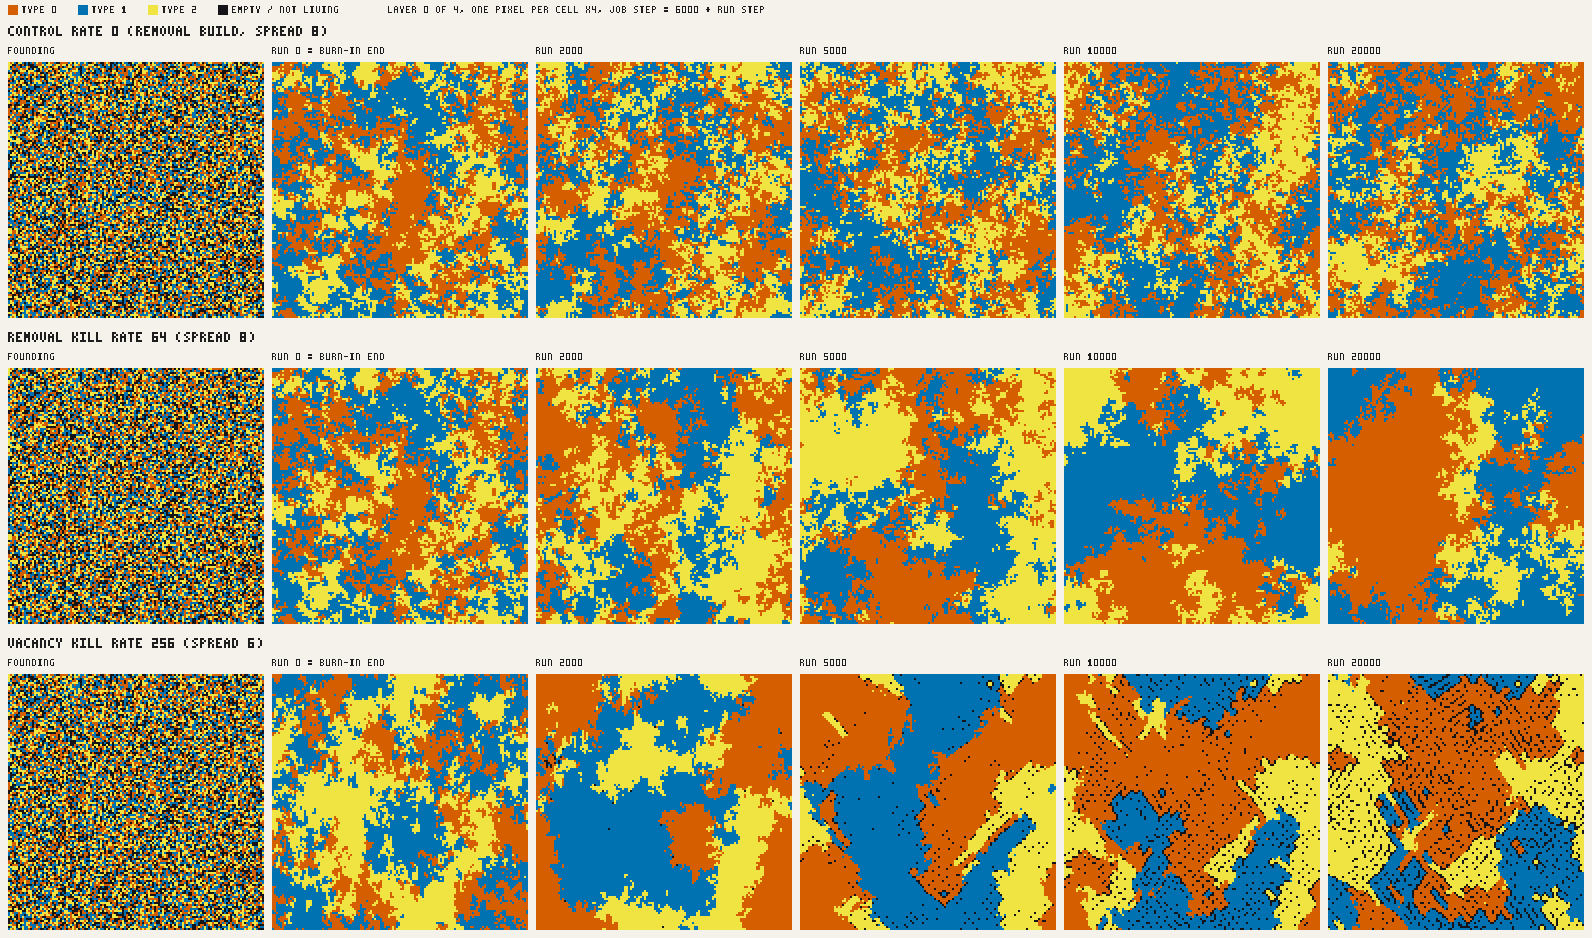 TYPE 0 TYPE 1 TYPE 2 EMPTY / NOT LIVING LAYER 0 OF 4, ONE PIXEL PER CELL X4, JOB STEP = 6000 + RUN STEP
CONTROL RATE 0 (REMOVAL BUILD, SPREAD 8)
FOUNDING RUN 0 = BURN-IN END RUN 2000 RUN 5000 RUN 10000 RUN 20000
REMOVAL KILL RATE 64 (SPREAD 8)
FOUNDING RUN 0 = BURN-IN END RUN 2000 RUN 5000 RUN 10000 RUN 20000
VACANCY KILL RATE 256 (SPREAD 6)
FOUNDING RUN 0 = BURN-IN END RUN 2000 RUN 5000 RUN 10000 RUN 20000